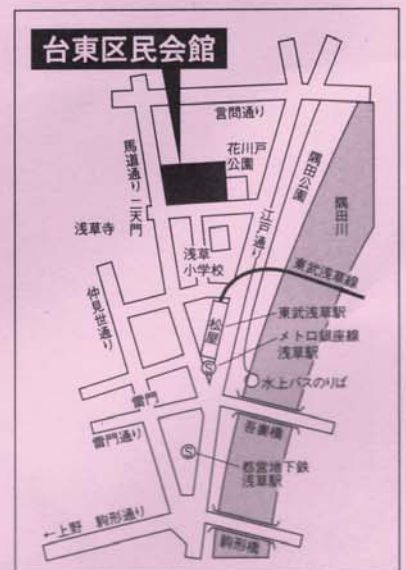 台東区民会館
言問通り
馬道通り
二天門
花川戸
公園
隅田公園
隅田川
浅草寺
江戸通り
浅草
小学校
東武浅草線
仲見世通り
松屋
東武浅草駅
メトロ銀座線
浅草駅
Ⓢ
水上バスのりば
雷門
吾妻橋
雷門通り
Ⓢ
都営地下鉄
浅草駅
←上野 駒形通り
駒形橋